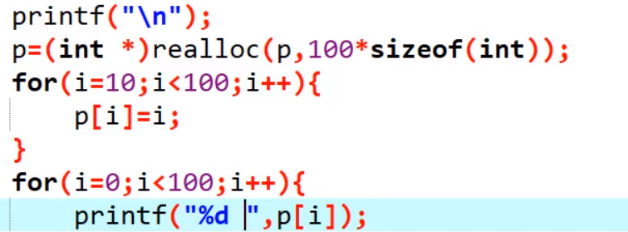 printf("\n");
p=(int *)realloc(p,100*sizeof(int));
for(i=10;i<100;i++){
    p[i]=i;
}
for(i=0;i<100;i++){
    printf("%d ",p[i]);